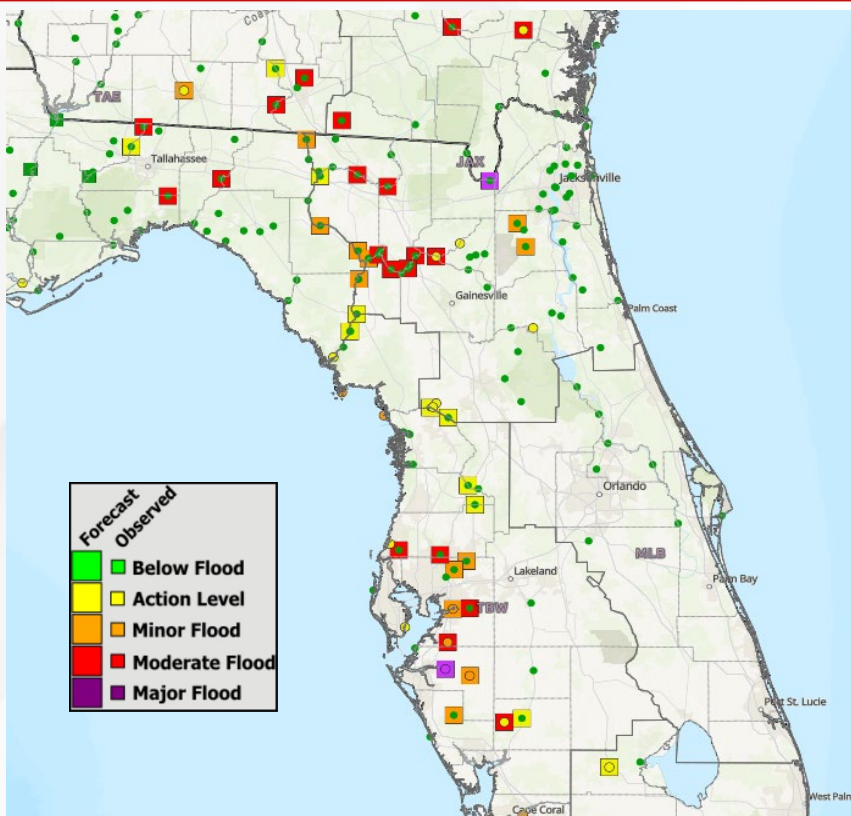 Coas
TAE
Tallahassee
JAX
Jacksonville
Gainesville
Palm Coast
Orlando
MLB
Palm Bay
Lakeland
TBW
Port St. Lucie
West Palm
Cape Coral
Forecast
Observed
Below Flood
Action Level
Minor Flood
Moderate Flood
Major Flood